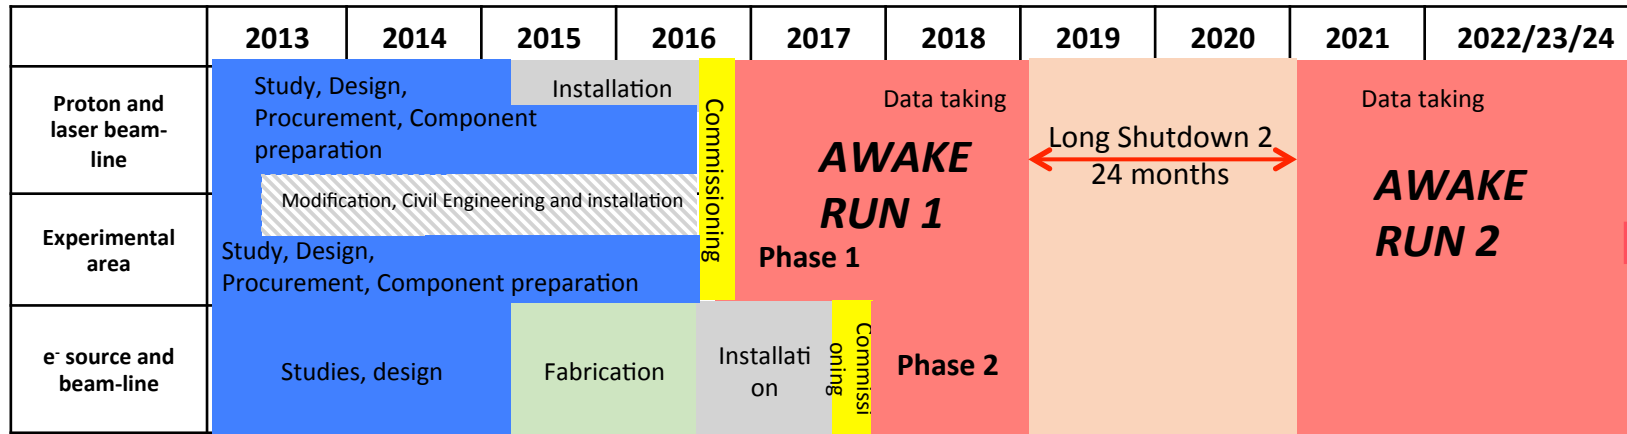 2013 2014 2015 2016 2017 2018 2019 2020 2021 2022/23/24
Proton and
laser beam-
line
Study, Design,
Procurement, Component
preparation
Installation
Commissioning
Data taking
AWAKE
RUN 1
Long Shutdown 2
24 months
Data taking
AWAKE
RUN 2
Modification, Civil Engineering and installation
Experimental
area
Study, Design,
Procurement, Component preparation
Phase 1
e- source and
beam-line
Studies, design
Fabrication
Installati
on
Commissi
oning
Phase 2